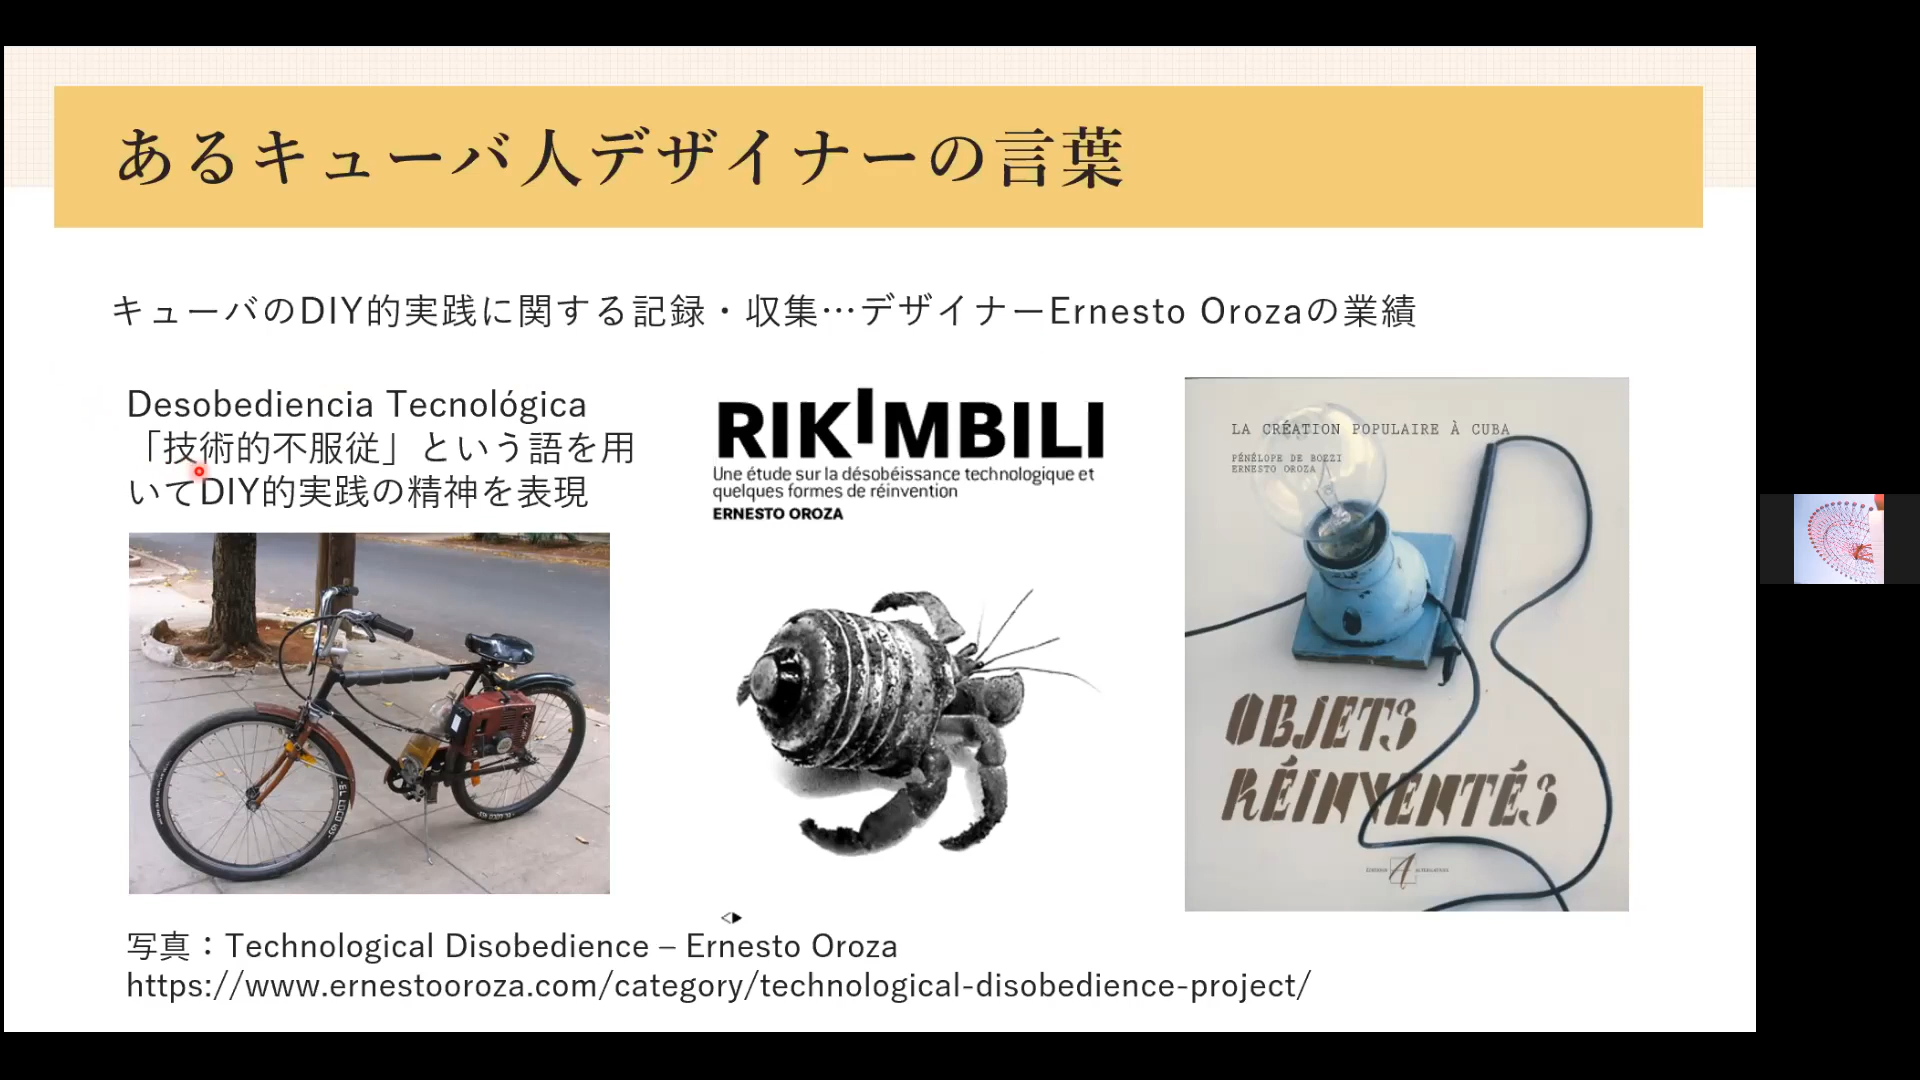 あるキューバ人デザイナーの言葉
キューバのDIY的実践に関する記録・収集…デザイナーErnesto Orozaの業績
Desobediencia Tecnológica
「技術的不服従」という語を用
いてDIY的実践の精神を表現
RIKIMBILI
Une étude sur la désobéissance technologique et
quelques formes de réinvention
ERNESTO OROZA
LA CRÉATION POPULAIRE À CUBA
PÉNÉLOPE DE BOZZI
ERNESTO OROZA
OBJETS
RÉINVENTÉS
写真：Technological Disobedience – Ernesto Oroza
https://www.ernestooroza.com/category/technological-disobedience-project/